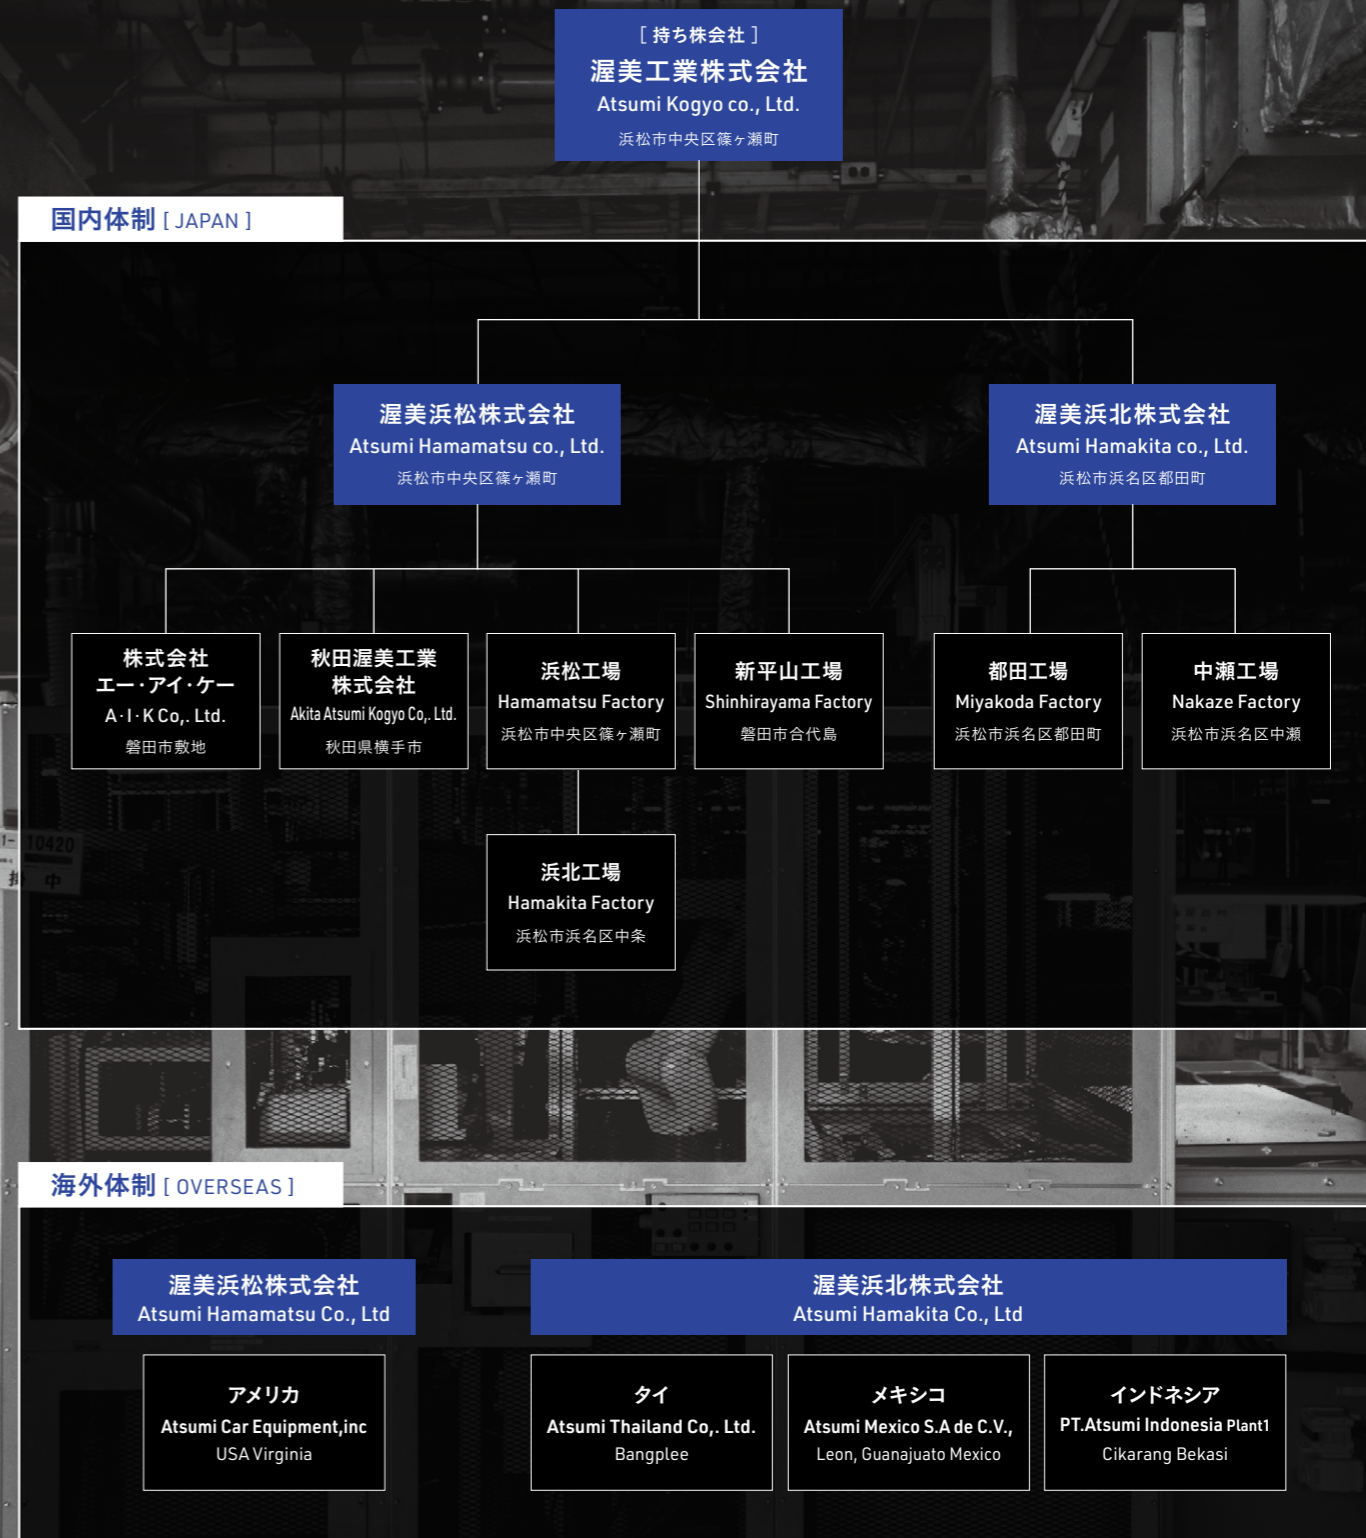 [ 持ち株会社 ]
渥美工業株式会社
Atsumi Kogyo co., Ltd.
浜松市中央区篠ヶ瀬町
国内体制 [ JAPAN ]
渥美浜松株式会社
Atsumi Hamamatsu co., Ltd.
浜松市中央区篠ヶ瀬町
渥美浜北株式会社
Atsumi Hamakita co., Ltd.
浜松市浜名区都田町
株式会社
エー・アイ・ケー
A・I・K Co,. Ltd.
磐田市敷地
秋田渥美工業
株式会社
Akita Atsumi Kogyo Co,. Ltd.
秋田県横手市
浜松工場
Hamamatsu Factory
浜松市中央区篠ヶ瀬町
新平山工場
Shinhirayama Factory
磐田市合代島
都田工場
Miyakoda Factory
浜松市浜名区都田町
中瀬工場
Nakaze Factory
浜松市浜名区中瀬
浜北工場
Hamakita Factory
浜松市浜名区中条
1- 10420
中
海外体制 [ OVERSEAS ]
渥美浜松株式会社
Atsumi Hamamatsu Co., Ltd
渥美浜北株式会社
Atsumi Hamakita Co., Ltd
アメリカ
Atsumi Car Equipment,inc
USA Virginia
タイ
Atsumi Thailand Co,. Ltd.
Bangplee
メキシコ
Atsumi Mexico S.A de C.V.,
Leon, Guanajuato Mexico
インドネシア
PT.Atsumi Indonesia Plant1
Cikarang Bekasi